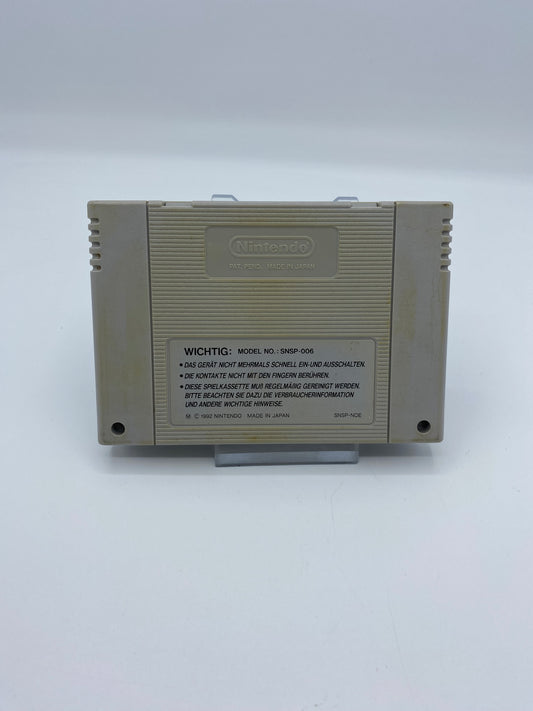 Nintendo
PAT. PEND. MADE IN JAPAN
WICHTIG: MODEL NO.: SNSP-006
• DAS GERÄT NICHT MEHRMALS SCHNELL EIN-UND AUSSCHALTEN.
• DIE KONTAKTE NICHT MIT DEN FINGERN BERÜHREN.
• DIESE SPIELKASSETTE MUß REGELMÄßIG GEREINIGT WERDEN.
BITTE BEACHTEN SIE DAZU DIE VERBRAUCHERINFORMATION
UND ANDERE WICHTIGE HINWEISE.
Ⓜ © 1992 NINTENDO MADE IN JAPAN SNSP-NOE